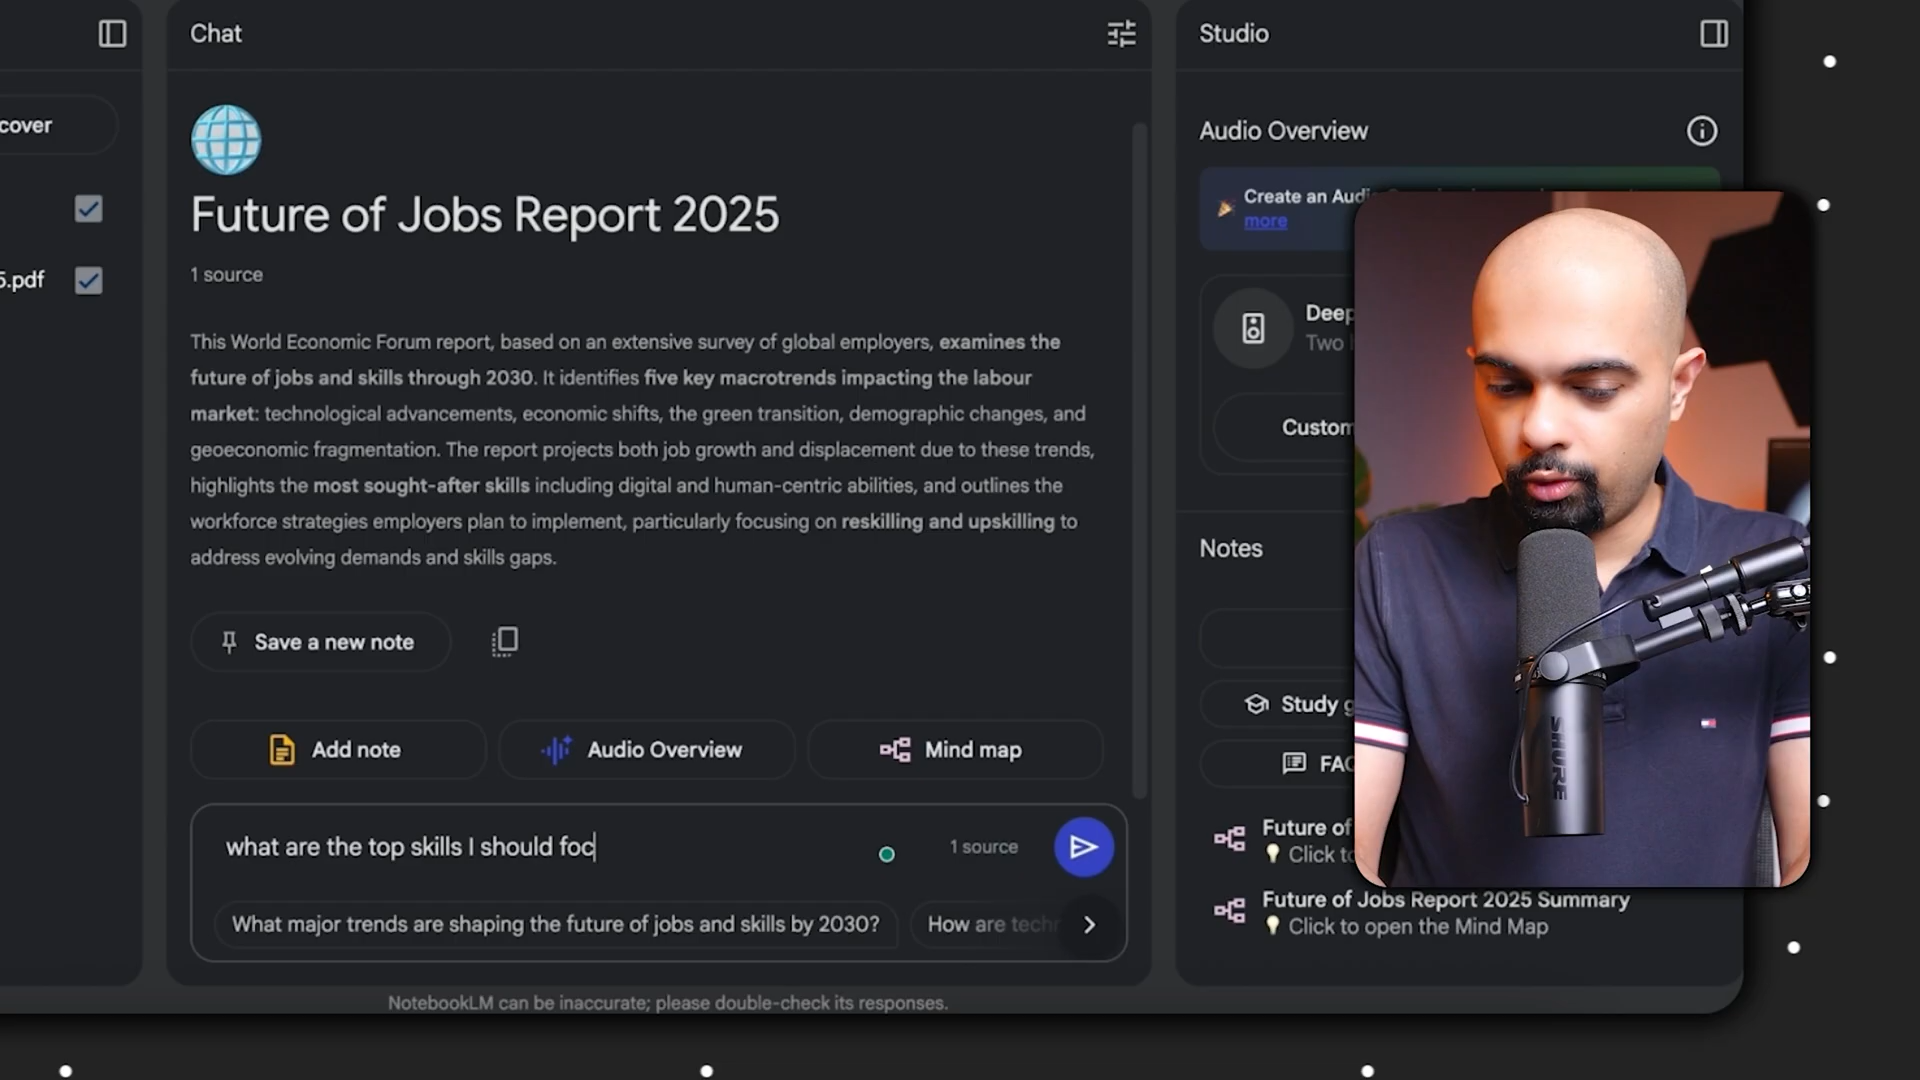 Chat
Studio
cover
5.pdf
Future of Jobs Report 2025
1 source
This World Economic Forum report, based on an extensive survey of global employers, examines the
future of jobs and skills through 2030. It identifies five key macrotrends impacting the labour
market: technological advancements, economic shifts, the green transition, demographic changes, and
geoeconomic fragmentation. The report projects both job growth and displacement due to these trends,
highlights the most sought-after skills including digital and human-centric abilities, and outlines the
workforce strategies employers plan to implement, particularly focusing on reskilling and upskilling to
address evolving demands and skills gaps.
Save a new note
Add note
Audio Overview
Mind map
what are the top skills I should foc
1 source
What major trends are shaping the future of jobs and skills by 2030?
How are tech
NotebookLM can be inaccurate; please double-check its responses.
Audio Overview
Create an Audi
more
Deep
Two
Custom
Notes
Study g
FAQ
Future of
Click to
Future of Jobs Report 2025 Summary
Click to open the Mind Map
SHURE